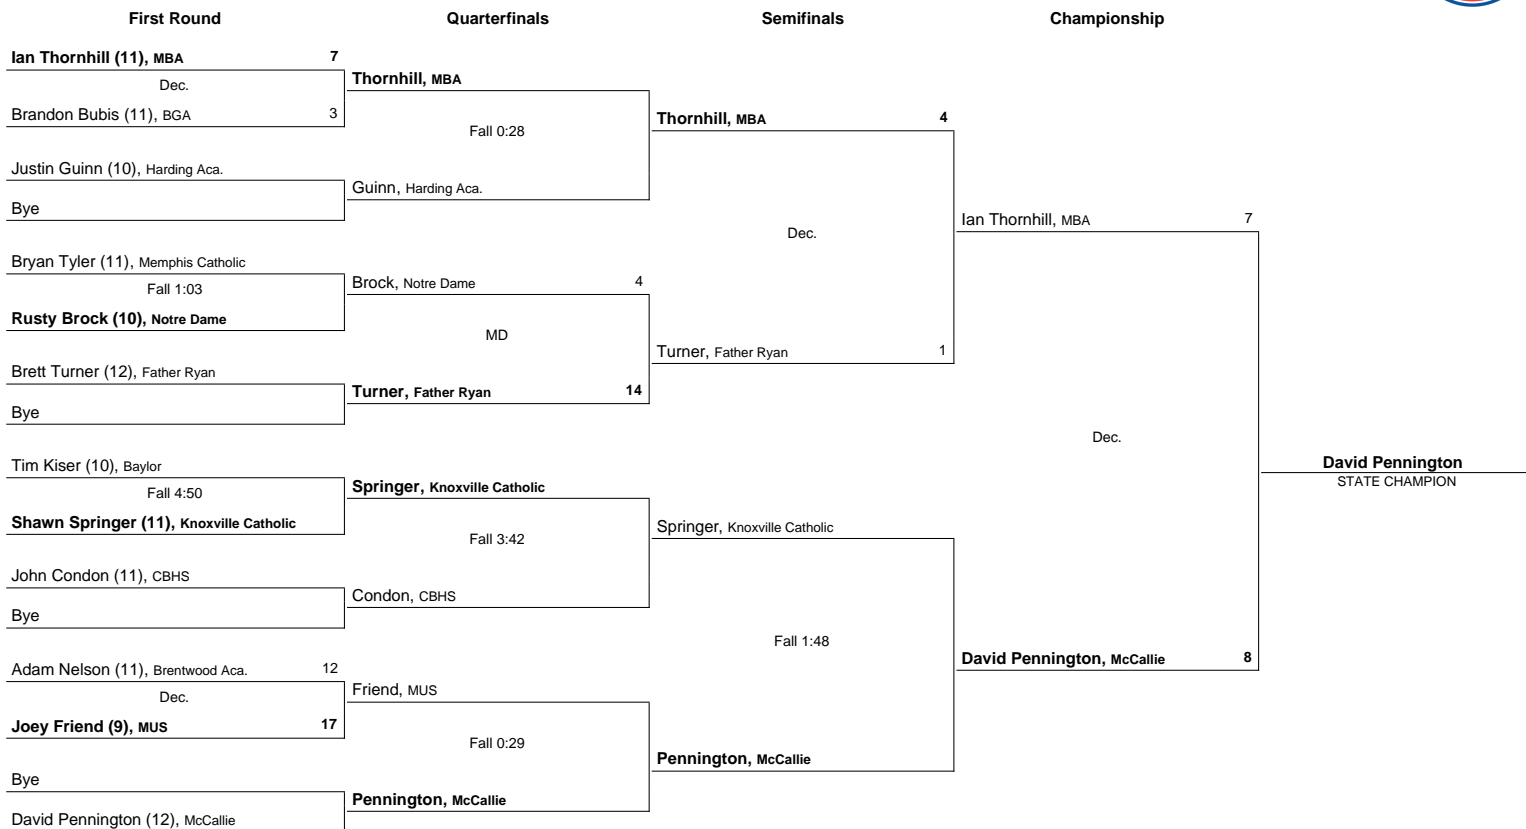 First Round Quarterfinals Semifinals Championship
Ian Thornhill (11), MBA 7
Dec.
Brandon Bubis (11), BGA 3
Justin Guinn (10), Harding Aca.
Bye
Bryan Tyler (11), Memphis Catholic
Fall 1:03
Rusty Brock (10), Notre Dame
Brett Turner (12), Father Ryan
Bye
Tim Kiser (10), Baylor
Fall 4:50
Shawn Springer (11), Knoxville Catholic
John Condon (11), CBHS
Bye
Adam Nelson (11), Brentwood Aca. 12
Dec.
Joey Friend (9), MUS 17
Bye
David Pennington (12), McCallie
Thornhill, MBA
Fall 0:28
Guinn, Harding Aca.
Brock, Notre Dame 4
MD
Turner, Father Ryan 14
Springer, Knoxville Catholic
Fall 3:42
Condon, CBHS
Friend, MUS
Fall 0:29
Pennington, McCallie
Thornhill, MBA 4
Dec.
Turner, Father Ryan 1
Springer, Knoxville Catholic
Fall 1:48
Pennington, McCallie
Ian Thornhill, MBA 7
Dec.
David Pennington, McCallie 8
David Pennington
STATE CHAMPION